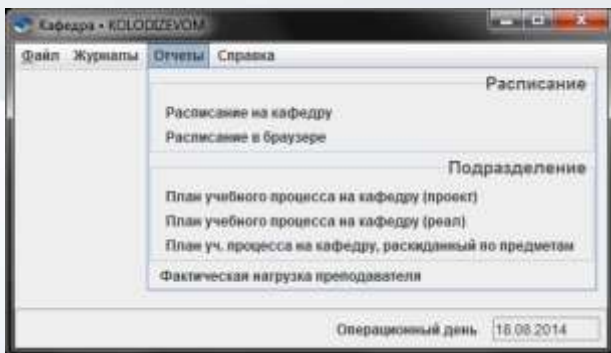 Кафедра • KOLODIZEVOM
Файл Журналы Отчеты Справка
Расписание
Расписание на кафедру
Расписание в браузере
Подразделение
План учебного процесса на кафедру (проект)
План учебного процесса на кафедру (реал)
План уч. процесса на кафедру, раскиданный по предметам
Фактическая нагрузка преподавателя
Операционный день 18.08.2014